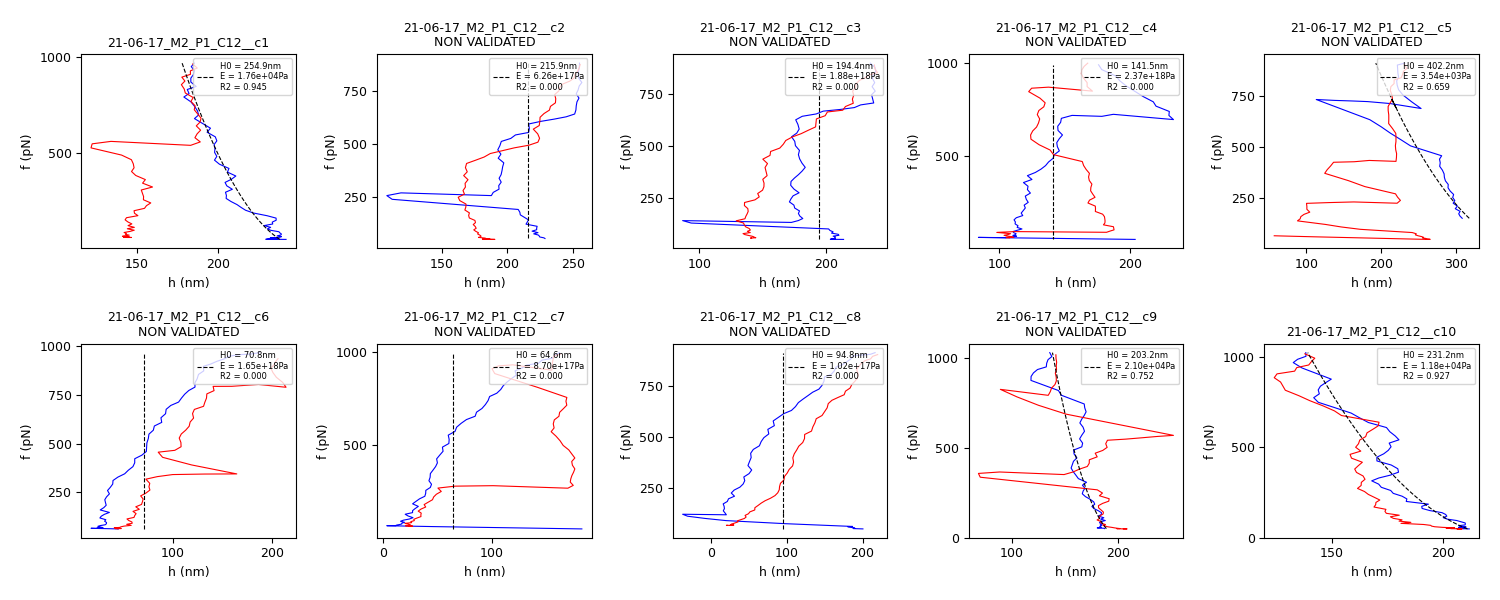 21-06-17_M2_P1_C12__c1
H0 = 254.9nm
E = 1.76e+04Pa
R2 = 0.945
f (pN)
1000
500
150
200
h (nm)
21-06-17_M2_P1_C12__c2
NON VALIDATED
H0 = 215.9nm
E = 6.26e+17Pa
R2 = 0.000
f (pN)
750
500
250
150
200
250
h (nm)
21-06-17_M2_P1_C12__c3
NON VALIDATED
H0 = 194.4nm
E = 1.88e+18Pa
R2 = 0.000
f (pN)
750
500
250
100
200
h (nm)
21-06-17_M2_P1_C12__c4
NON VALIDATED
H0 = 141.5nm
E = 2.37e+18Pa
R2 = 0.000
f (pN)
1000
500
100
200
h (nm)
21-06-17_M2_P1_C12__c5
NON VALIDATED
H0 = 402.2nm
E = 3.54e+03Pa
R2 = 0.659
f (pN)
750
500
250
100
200
300
h (nm)
21-06-17_M2_P1_C12__c6
NON VALIDATED
H0 = 70.8nm
E = 1.65e+18Pa
R2 = 0.000
f (pN)
1000
750
500
250
100
200
h (nm)
21-06-17_M2_P1_C12__c7
NON VALIDATED
H0 = 64.6nm
E = 8.70e+17Pa
R2 = 0.000
f (pN)
1000
500
0
100
h (nm)
21-06-17_M2_P1_C12__c8
NON VALIDATED
H0 = 94.8nm
E = 1.02e+17Pa
R2 = 0.000
f (pN)
750
500
250
0
100
200
h (nm)
21-06-17_M2_P1_C12__c9
NON VALIDATED
H0 = 203.2nm
E = 2.10e+04Pa
R2 = 0.752
f (pN)
1000
500
0
100
200
h (nm)
21-06-17_M2_P1_C12__c10
H0 = 231.2nm
E = 1.18e+04Pa
R2 = 0.927
f (pN)
1000
500
0
150
200
h (nm)